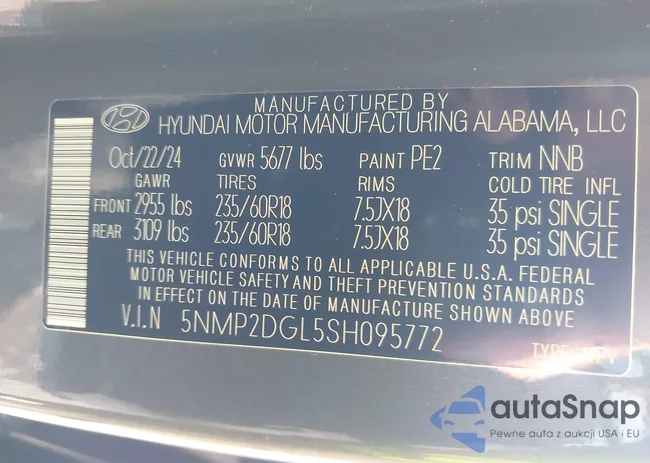 MANUFACTURED BY
HYUNDAI MOTOR MANUFACTURING ALABAMA, LLC
Oct/22/24 GVWR 5677 lbs PAINT PE2 TRIM NNB
GAWR TIRES RIMS COLD TIRE INFL
FRONT 2955 lbs 235/60R18 7.5JX18 35 psi SINGLE
REAR 3109 lbs 235/60R18 7.5JX18 35 psi SINGLE
THIS VEHICLE CONFORMS TO ALL APPLICABLE U.S.A. FEDERAL
MOTOR VEHICLE SAFETY AND THEFT PREVENTION STANDARDS
IN EFFECT ON THE DATE OF MANUFACTURE SHOWN ABOVE
V.I.N 5NMP2DGL5SH095772
TYPE: MPV
autaSnap
Pewne auta z aukcji USA i EU